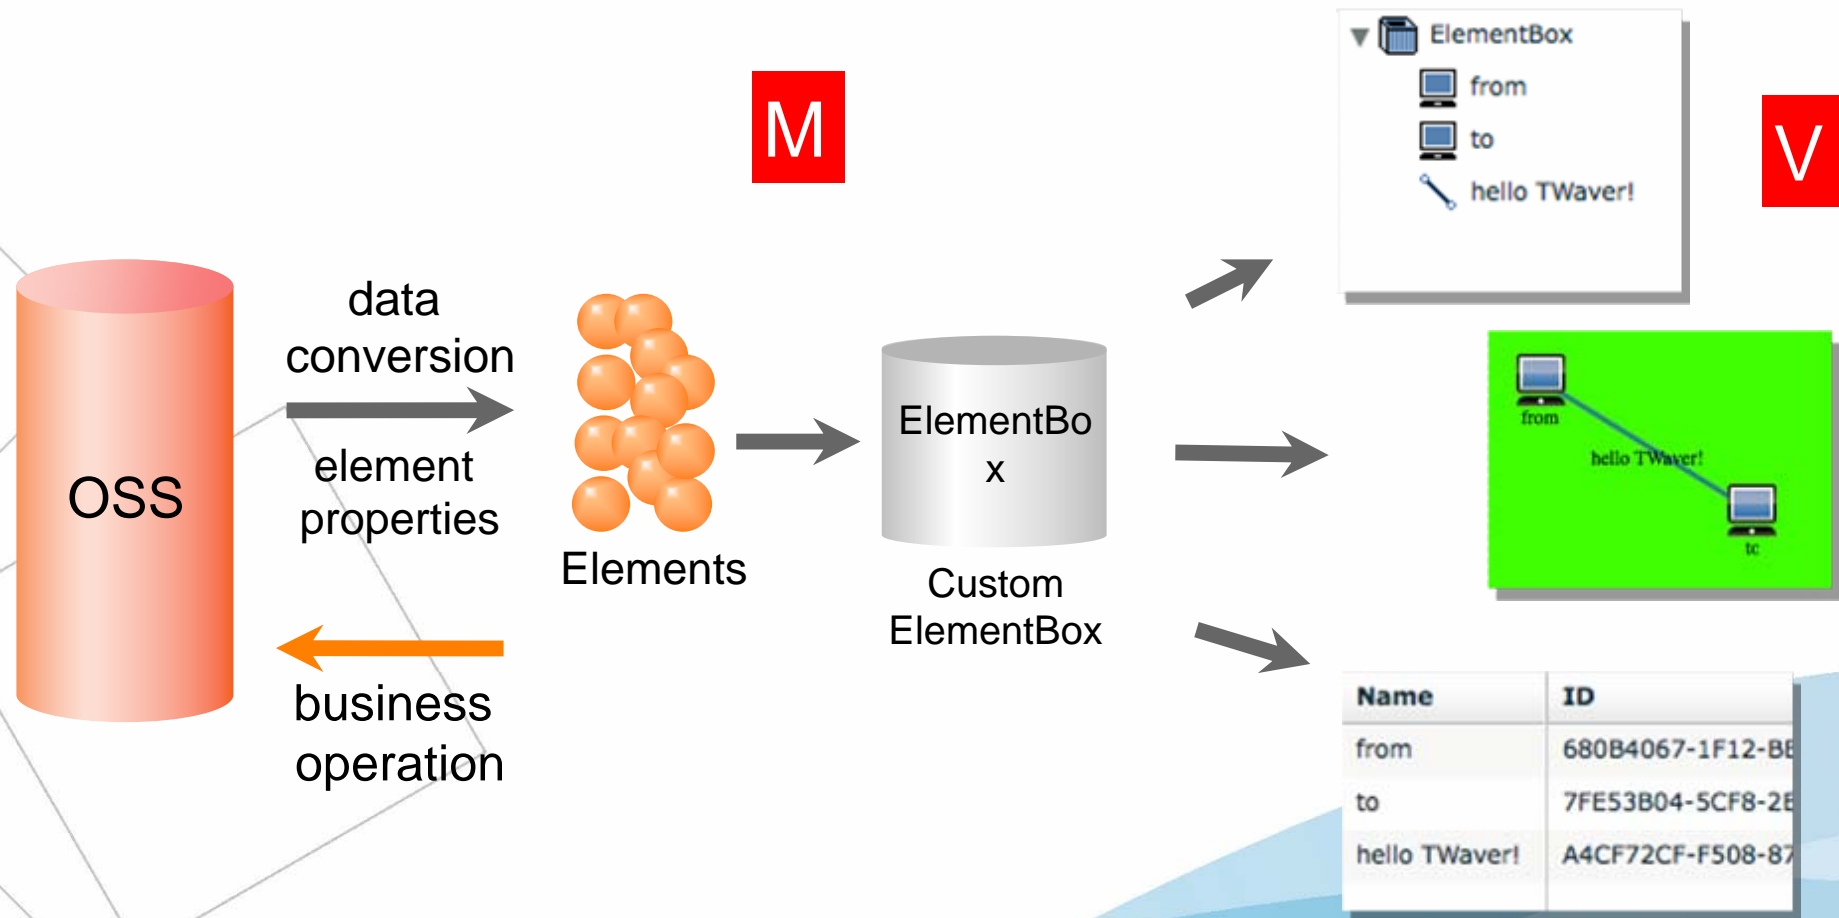 M
V
ElementBox
from
to
hello TWaver!
OSS
data
conversion
element
properties
business
operation
Elements
ElementBo
x
Custom
ElementBox
from
hello TWaver!
tc
Name ID
from 680B4067-1F12-BE
to 7FE53B04-5CF8-2E
hello TWaver! A4CF72CF-F508-87